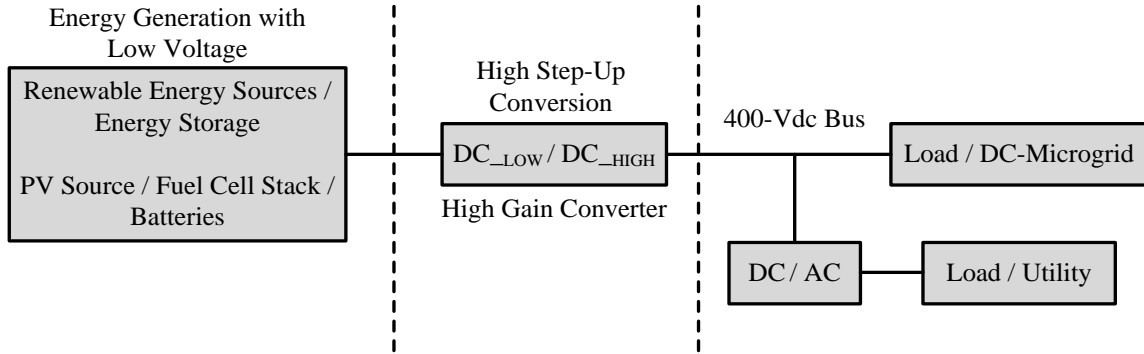 Energy Generation with
Low Voltage
Renewable Energy Sources /
Energy Storage
PV Source / Fuel Cell Stack /
Batteries
High Step-Up
Conversion
DC_LOW / DC_HIGH
High Gain Converter
400-Vdc Bus
Load / DC-Microgrid
DC / AC
Load / Utility